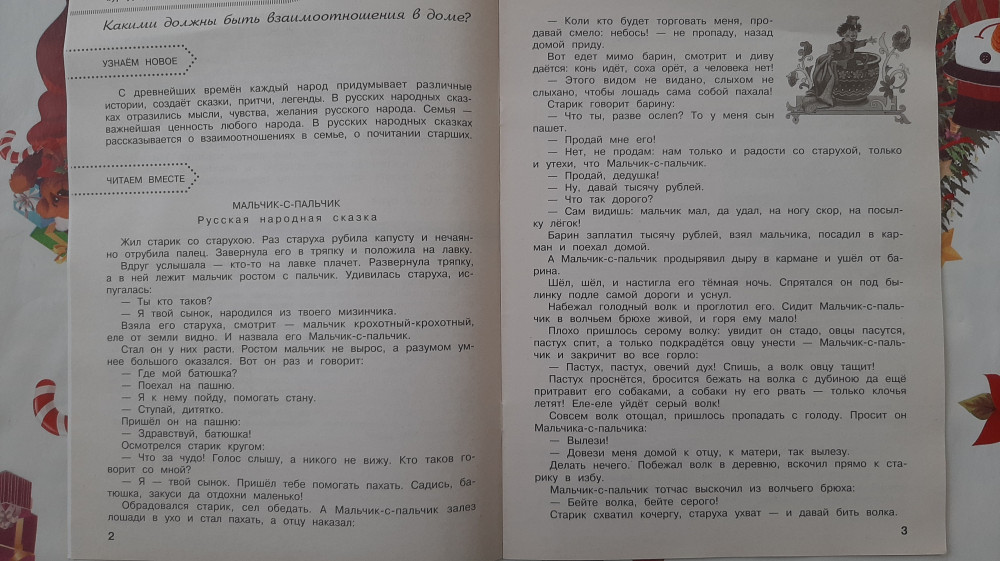 Какими должны быть взаимоотношения в доме?
УЗНАЁМ НОВОЕ
С древнейших времён каждый народ придумывает различные
истории, создаёт сказки, притчи, легенды. В русских народных сказ-
ках отразились мысли, чувства, желания русского народа. Семья —
важнейшая ценность любого народа. В русских народных сказках
рассказывается о взаимоотношениях в семье, о почитании старших.
ЧИТАЕМ ВМЕСТЕ
МАЛЬЧИК-С-ПАЛЬЧИК
Русская народная сказка
Жил старик со старухою. Раз старуха рубила капусту и нечаян-
но отрубила палец. Завернула его в тряпку и положила на лавку.
Вдруг услышала — кто-то на лавке плачет. Развернула тряпку,
а в ней лежит мальчик ростом с пальчик. Удивилась старуха, ис-
пугалась:
— Ты кто таков?
— Я твой сынок, народился из твоего мизинчика.
Взяла его старуха, смотрит — мальчик крохотный-крохотный,
еле от земли видно. И назвала его Мальчик-с-пальчик.
Стал он у них расти. Ростом мальчик не вырос, а разумом ум-
нее большого оказался. Вот он раз и говорит:
— Где мой батюшка?
— Поехал на пашню.
— Я к нему пойду, помогать стану.
— Ступай, дитятко.
Пришёл он на пашню:
— Здравствуй, батюшка!
Осмотрелся старик кругом:
— Что за чудо! Голос слышу, а никого не вижу. Кто таков го-
ворит со мной?
— Я — твой сынок. Пришёл тебе помогать пахать. Садись, ба-
тюшка, закуси да отдохни маленько!
Обрадовался старик, сел обедать. А Мальчик-с-пальчик залез
лошади в ухо и стал пахать, а отцу наказал:
2
— Коли кто будет торговать меня, про-
давай смело: небось! — не пропаду, назад
домой приду.
Вот едет мимо барин, смотрит и диву
даётся: конь идёт, соха орёт, а человека нет!
— Этого видом не видано, слыхом не
слыхано, чтобы лошадь сама собой пахала!
Старик говорит барину:
— Что ты, разве ослеп? То у меня сын
пашет.
— Продай мне его!
— Нет, не продам: нам только и радости со старухой, только
и утехи, что Мальчик-с-пальчик.
— Продай, дедушка!
— Ну, давай тысячу рублей.
— Что так дорого?
— Сам видишь: мальчик мал, да удал, на ногу скор, на посыл-
ку лёгок!
Барин заплатил тысячу рублей, взял мальчика, посадил в кар-
ман и поехал домой.
А Мальчик-с-пальчик продырявил дыру в кармане и ушёл от ба-
рина.
Шёл, шёл, и настигла его тёмная ночь. Спрятался он под бы-
линку подле самой дороги и уснул.
Набежал голодный волк и проглотил его. Сидит Мальчик-с-паль-
чик в волчьем брюхе живой, и горя ему мало!
Плохо пришлось серому волку: увидит он стадо, овцы пасутся,
пастух спит, а только подкрадётся овцу унести — Мальчик-с-паль-
чик и закричит во все горло:
— Пастух, пастух, овечий дух! Спишь, а волк овцу тащит!
Пастух проснётся, бросится бежать на волка с дубиною да ещё
притравит его собаками, а собаки ну его рвать — только клочья
летят! Еле-еле уйдёт серый волк!
Совсем волк отощал, пришлось пропадать с голоду. Просит он
Мальчика-с-пальчика:
— Вылези!
— Довези меня домой к отцу, к матери, так вылезу.
Делать нечего. Побежал волк в деревню, вскочил прямо к ста-
рику в избу.
Мальчик-с-пальчик тотчас выскочил из волчьего брюха:
— Бейте волка, бейте серого!
Старик схватил кочергу, старуха ухват — и давай бить волка.
3